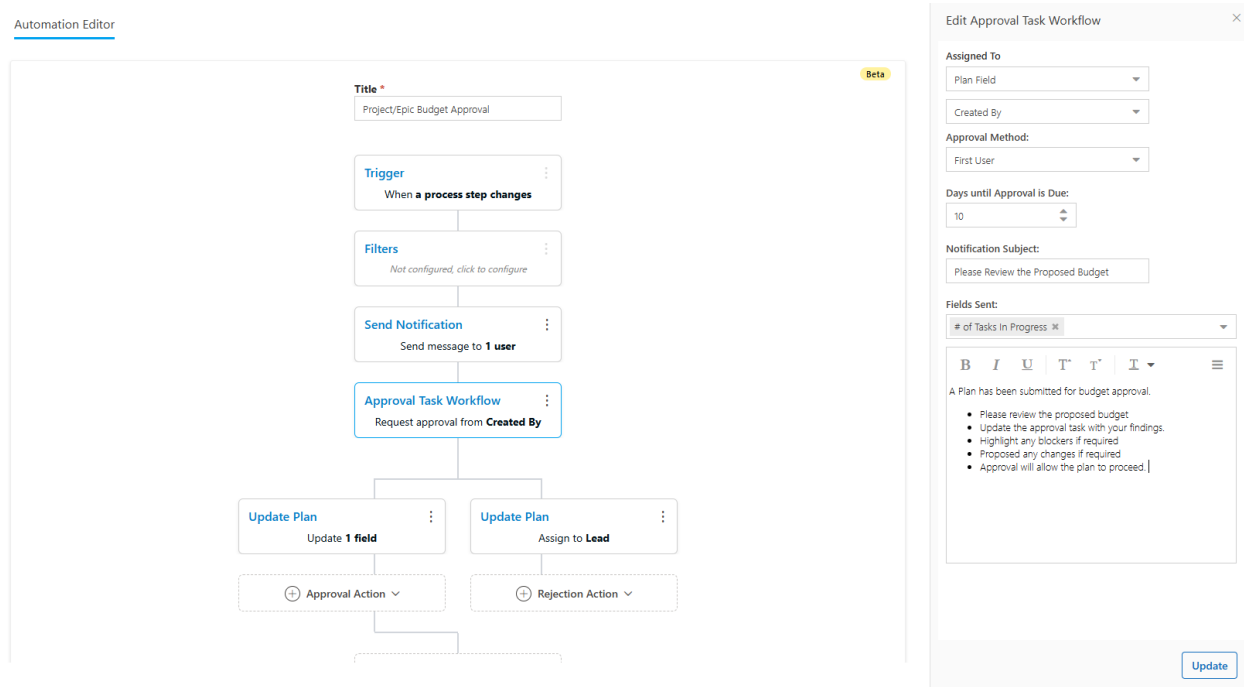 Automation Editor
Beta
Title *
Project/Epic Budget Approval
Trigger
When a process step changes
Filters
Not configured, click to configure
Send Notification
Send message to 1 user
Approval Task Workflow
Request approval from Created By
Update Plan
Update 1 field
Update Plan
Assign to Lead
Approval Action
Rejection Action
Edit Approval Task Workflow
Assigned To
Plan Field
Created By
Approval Method:
First User
Days until Approval is Due:
10
Notification Subject:
Please Review the Proposed Budget
Fields Sent:
# of Tasks In Progress
B I U T T T
A Plan has been submitted for budget approval.
Please review the proposed budget
Update the approval task with your findings.
Highlight any blockers if required
Proposed any changes if required
Approval will allow the plan to proceed.
Update